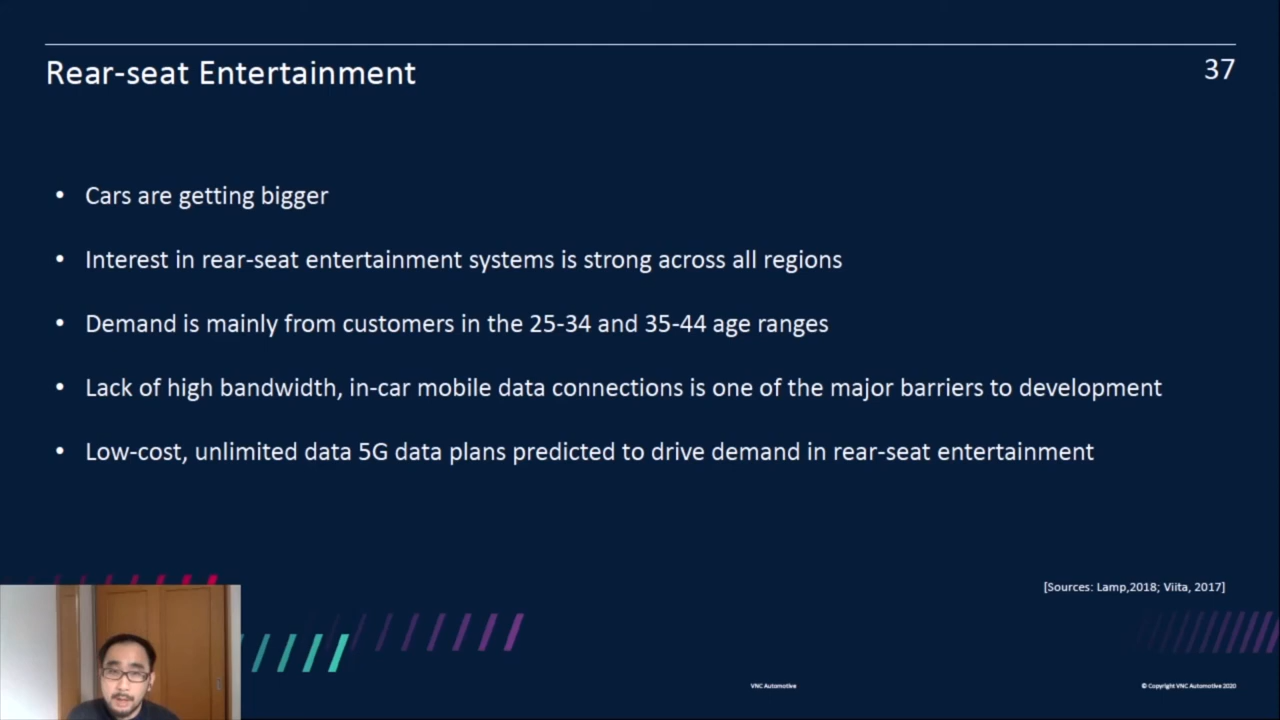 Rear-seat Entertainment
37
• Cars are getting bigger
• Interest in rear-seat entertainment systems is strong across all regions
• Demand is mainly from customers in the 25-34 and 35-44 age ranges
• Lack of high bandwidth, in-car mobile data connections is one of the major barriers to development
• Low-cost, unlimited data 5G data plans predicted to drive demand in rear-seat entertainment
[Sources: Lamp,2018; Viita, 2017]
VNC Automotive
© Copyright VNC Automotive 2020